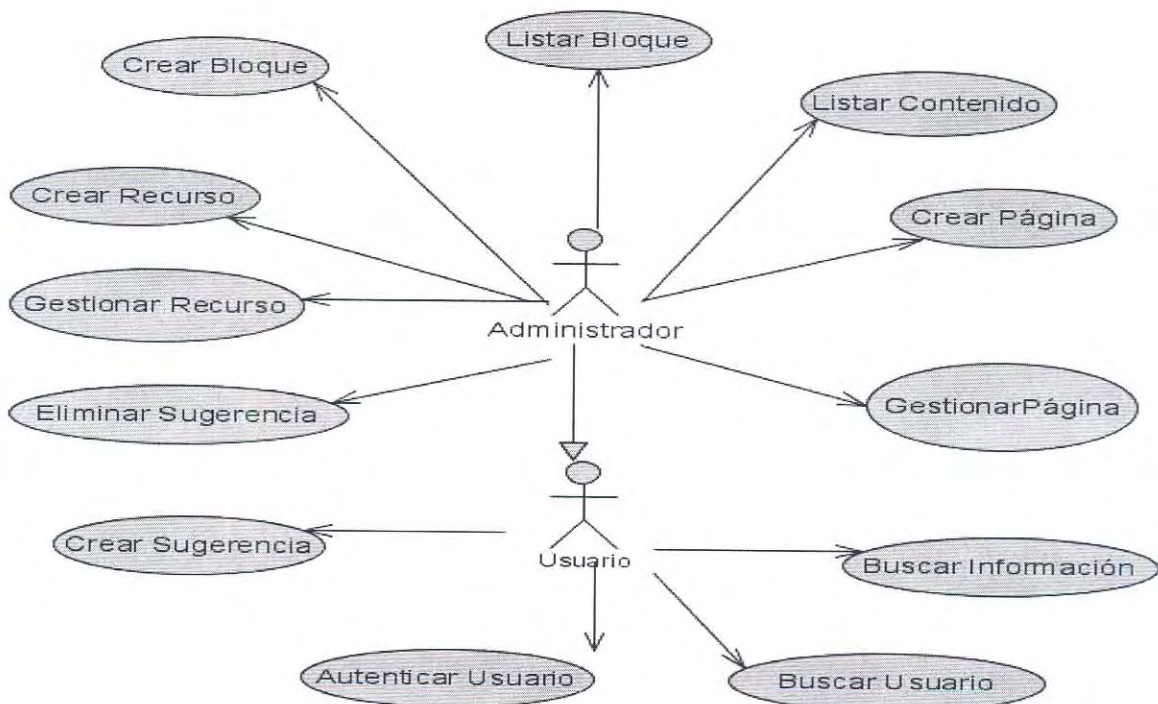 Listar Bloque
Crear Bloque
Listar Contenido
Crear Recurso
Crear Página
Gestionar Recurso
Administrador
Eliminar Sugerencia
GestionarPágina
Crear Sugerencia
Usuario
Buscar Información
Autenticar Usuario
Buscar Usuario